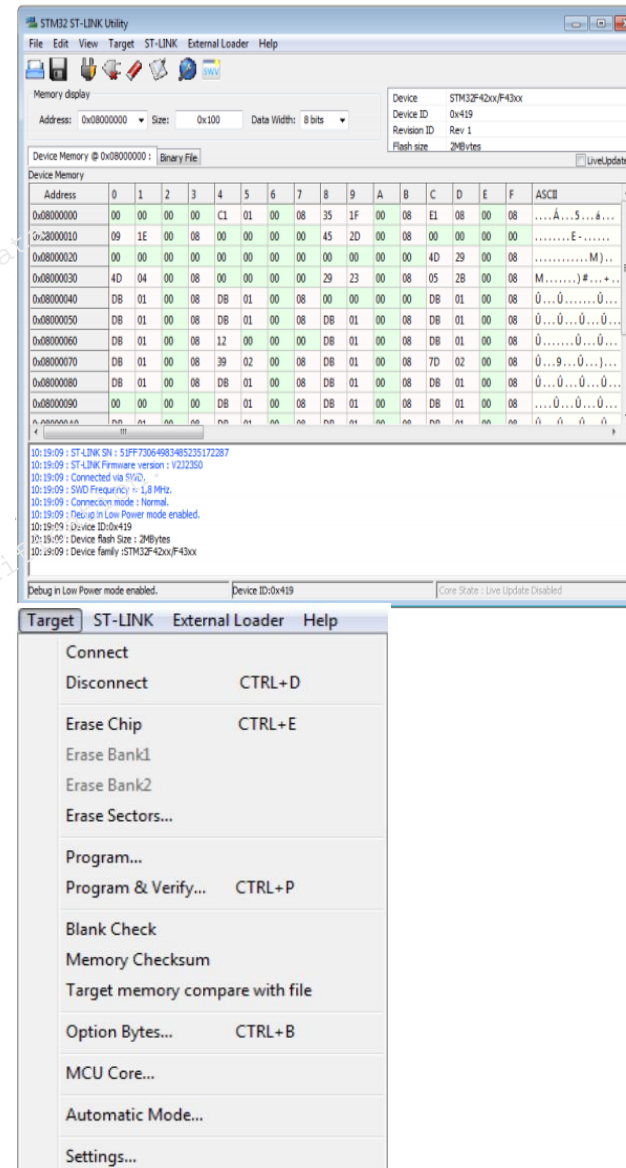 STM32 ST-LINK Utility
File Edit View Target ST-LINK External Loader Help
SWV
Memory display
Address: 0x08000000 Size: 0x100 Data Width: 8 bits
Device STM32F42xx/F43xx
Device ID 0x419
Revision ID Rev 1
Flash size 2MBytes
Device Memory @ 0x08000000 : Binary File LiveUpdate
Device Memory
Address 0 1 2 3 4 5 6 7 8 9 A B C D E F ASCII
0x08000000 00 00 00 00 C1 01 00 08 35 1F 00 08 E1 08 00 08 ....Á...5...á...
0x08000010 09 1E 00 08 00 00 00 00 45 2D 00 08 00 00 00 00 ........E-......
0x08000020 00 00 00 00 00 00 00 00 00 00 00 00 4D 29 00 08 ............M)..
0x08000030 4D 04 00 08 00 00 00 00 29 23 00 08 05 2B 00 08 M.......)#...+..
0x08000040 DB 01 00 08 DB 01 00 08 00 00 00 00 DB 01 00 08 Û...Û.......Û...
0x08000050 DB 01 00 08 DB 01 00 08 DB 01 00 08 DB 01 00 08 Û...Û...Û...Û...
0x08000060 DB 01 00 08 12 00 00 00 DB 01 00 08 DB 01 00 08 Û.......Û...Û...
0x08000070 DB 01 00 08 39 02 00 08 DB 01 00 08 7D 02 00 08 Û...9...Û...}...
0x08000080 DB 01 00 08 DB 01 00 08 DB 01 00 08 DB 01 00 08 Û...Û...Û...Û...
0x08000090 00 00 00 00 DB 01 00 08 DB 01 00 08 DB 01 00 08 ....Û...Û...Û...
10:19:09 : ST-LINK SN : 51FF73064983485235172287
10:19:09 : ST-LINK Firmware version : V2J23S0
10:19:09 : Connected via SWD.
10:19:09 : SWD Frequency = 1,8 MHz.
10:19:09 : Connection mode : Normal.
10:19:09 : Debug in Low Power mode enabled.
10:19:09 : Device ID:0x419
10:19:09 : Device flash Size : 2MBytes
10:19:09 : Device family :STM32F42xx/F43xx
Debug in Low Power mode enabled. Device ID:0x419 Core State : Live Update Disabled
Target ST-LINK External Loader Help
Connect
Disconnect CTRL+D
Erase Chip CTRL+E
Erase Bank1
Erase Bank2
Erase Sectors...
Program...
Program & Verify... CTRL+P
Blank Check
Memory Checksum
Target memory compare with file
Option Bytes... CTRL+B
MCU Core...
Automatic Mode...
Settings...